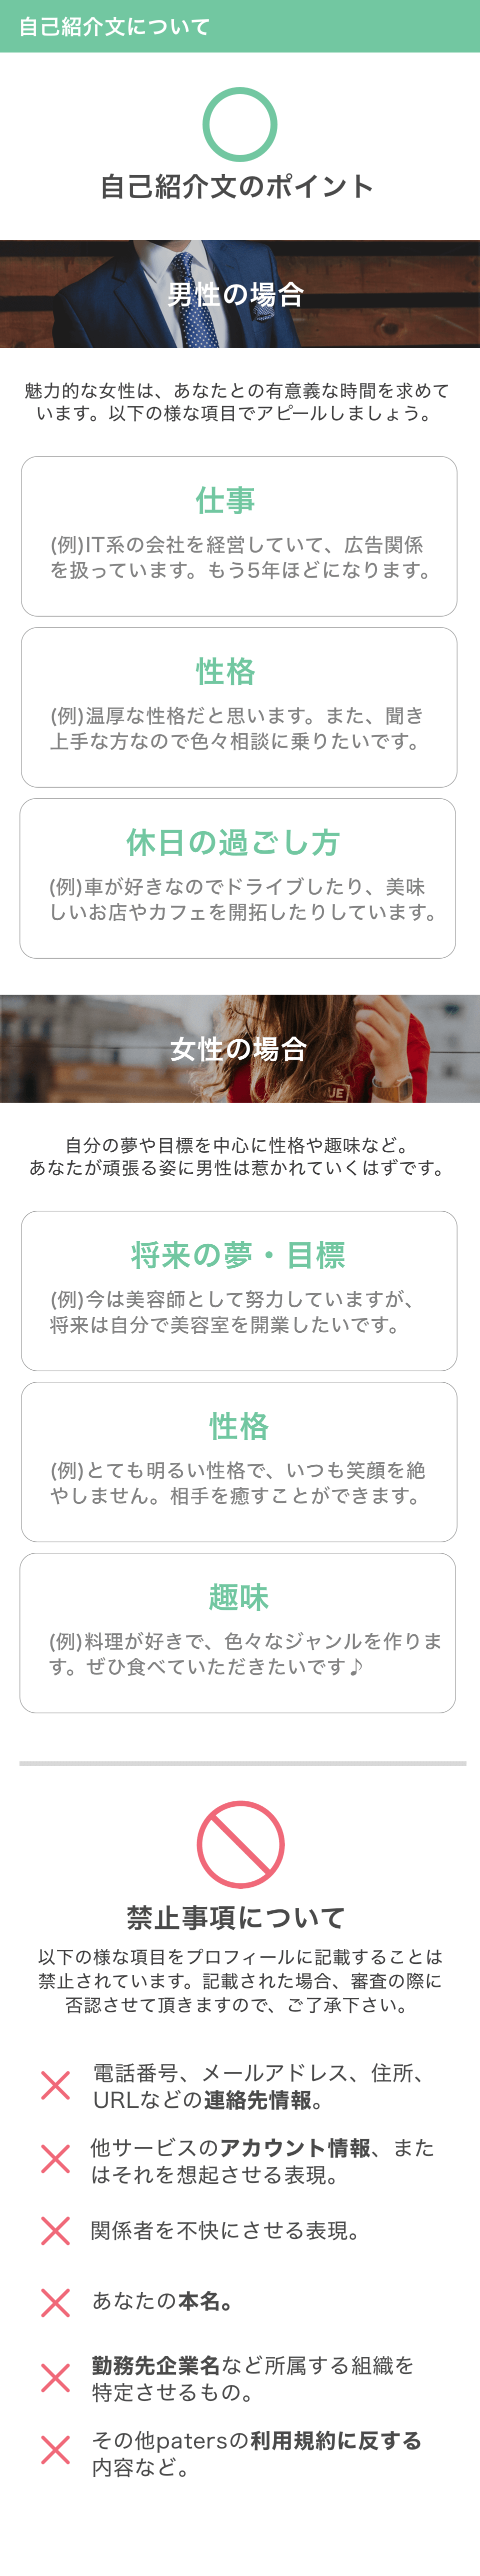 自己紹介文について
自己紹介文のポイント
男性の場合
魅力的な女性は、あなたとの有意義な時間を求めて
います。以下の様な項目でアピールしましょう。
仕事
(例)IT系の会社を経営していて、広告関係
を扱っています。もう5年ほどになります。
性格
(例)温厚な性格だと思います。また、聞き
上手な方なので色々相談に乗りたいです。
休日の過ごし方
(例)車が好きなのでドライブしたり、美味
しいお店やカフェを開拓したりしています。
女性の場合
UE
自分の夢や目標を中心に性格や趣味など。
あなたが頑張る姿に男性は惹かれていくはずです。
将来の夢・目標
(例)今は美容師として努力していますが、
将来は自分で美容室を開業したいです。
性格
(例)とても明るい性格で、いつも笑顔を絶
やしません。相手を癒すことができます。
趣味
(例)料理が好きで、色々なジャンルを作りま
す。ぜひ食べていただきたいです♪
禁止事項について
以下の様な項目をプロフィールに記載することは
禁止されています。記載された場合、審査の際に
否認させて頂きますので、ご了承下さい。
電話番号、メールアドレス、住所、
URLなどの連絡先情報。
他サービスのアカウント情報、また
はそれを想起させる表現。
関係者を不快にさせる表現。
あなたの本名。
勤務先企業名など所属する組織を
特定させるもの。
その他patersの利用規約に反する
内容など。